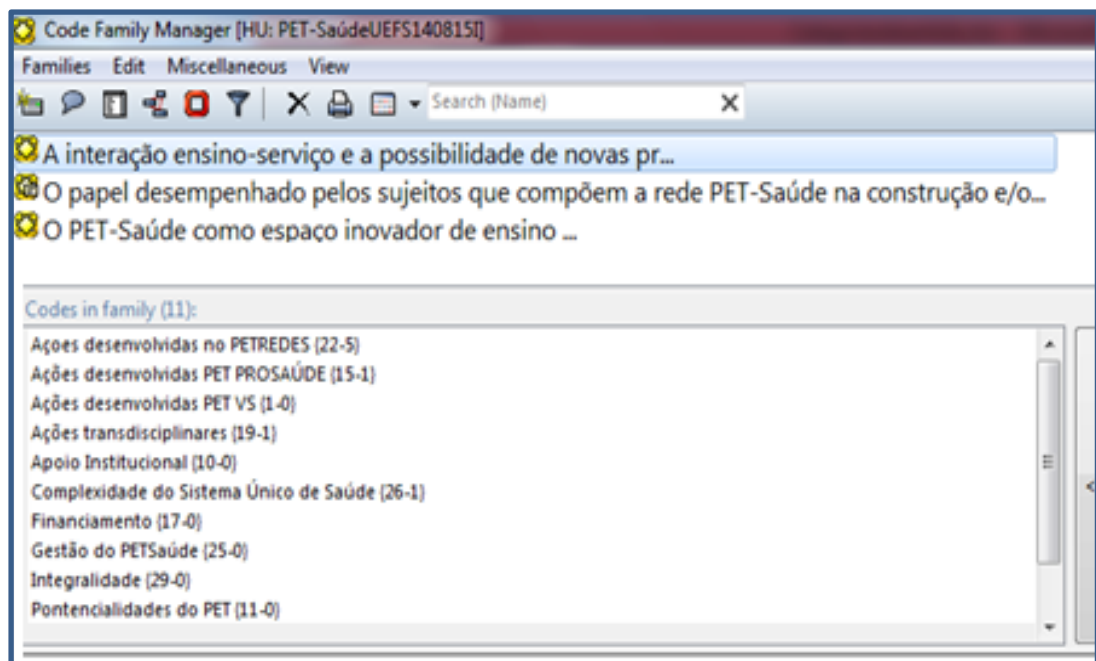 Code Family Manager [HU: PET-SaúdeUEFS140815I]
Families Edit Miscellaneous View
Search (Name)
A interação ensino-serviço e a possibilidade de novas pr...
O papel desempenhado pelos sujeitos que compõem a rede PET-Saúde na construção e/o...
O PET-Saúde como espaço inovador de ensino ...
Codes in family (11):
Açoes desenvolvidas no PETREDES {22-5}
Ações desenvolvidas PET PROSAÚDE {15-1}
Ações desenvolvidas PET VS {1-0}
Ações transdisciplinares {19-1}
Apoio Institucional {10-0}
Complexidade do Sistema Único de Saúde {26-1}
Financiamento {17-0}
Gestão do PETSaúde {25-0}
Integralidade {29-0}
Pontencialidades do PET {11-0}